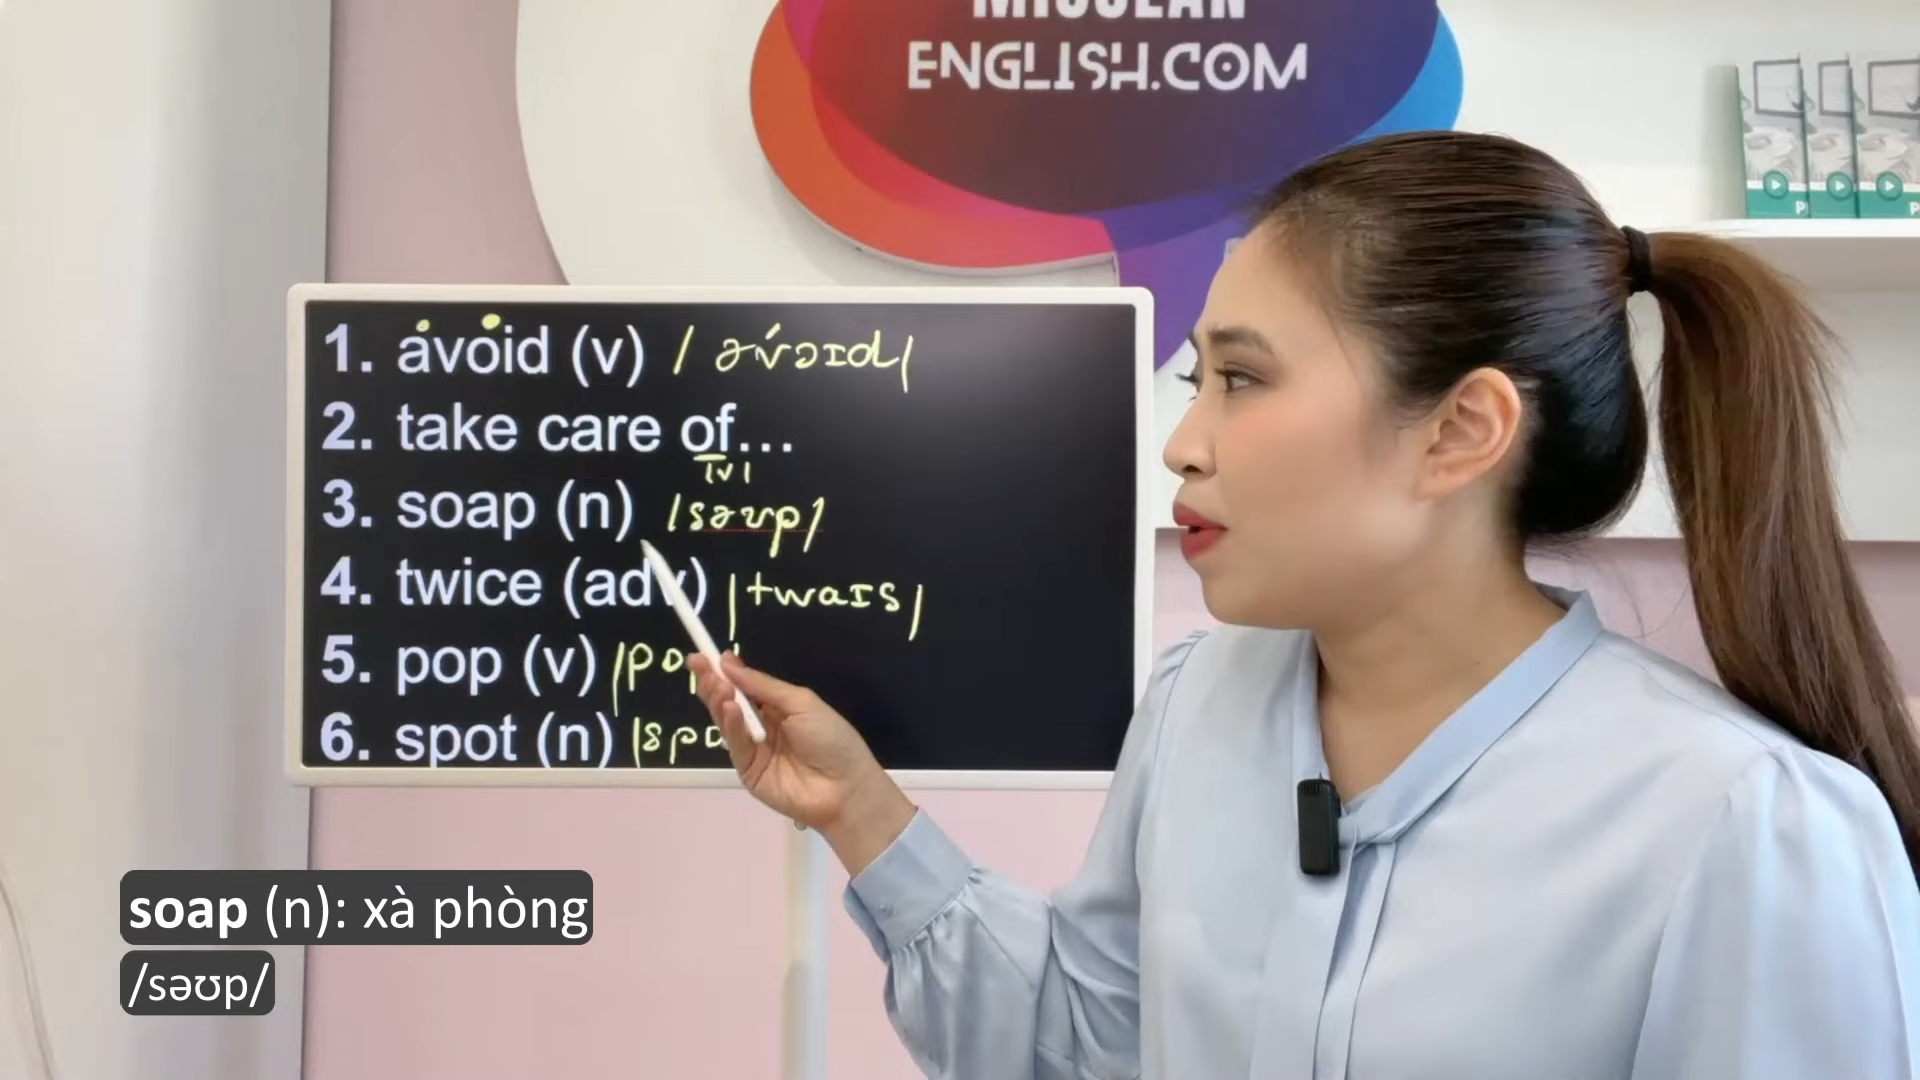 ENGLISH.COM
1. avoid (v) /əˈvɔɪd/
2. take care of...
/v/
3. soap (n) /səʊp/
4. twice (adv) /twaɪs/
5. pop (v)
6. spot (n)
soap (n): xà phòng
/səʊp/